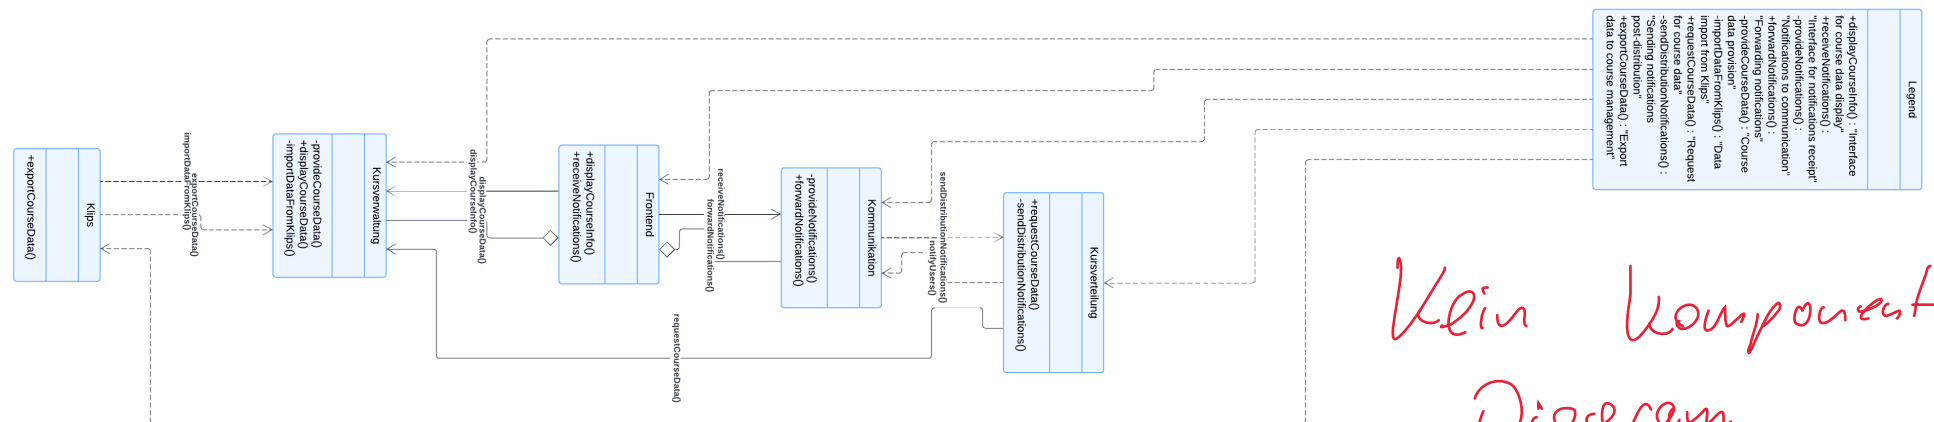 Legend
+displayCourseInfo() : "Interface
for course data display"
+receiveNotifications() :
"Interface for notifications receipt"
-provideNotifications() :
"Notifications to communication"
+forwardNotifications() :
"Forwarding notifications"
-provideCourseData() : "Course
data provision"
-importDataFromKlips() : "Data
import from Klips"
+requestCourseData() : "Request
for course data"
-sendDistributionNotifications() :
"Sending notifications
post-distribution"
+exportCourseData() : "Export
data to course management"
Kursverteilung
+requestCourseData()
-sendDistributionNotifications()
sendDistributionNotifications()
notifyUsers()
Kommunikation
-provideNotifications()
+forwardNotifications()
receiveNotifications()
forwardNotifications()
requestCourseData()
Frontend
+displayCourseInfo()
+receiveNotifications()
displayCourseData()
displayCourseInfo()
Kursverwaltung
-provideCourseData()
+displayCourseData()
-importDataFromKlips()
exportCourseData()
importDataFromKlips()
Klips
+exportCourseData()
Kein Komponent
Diagram